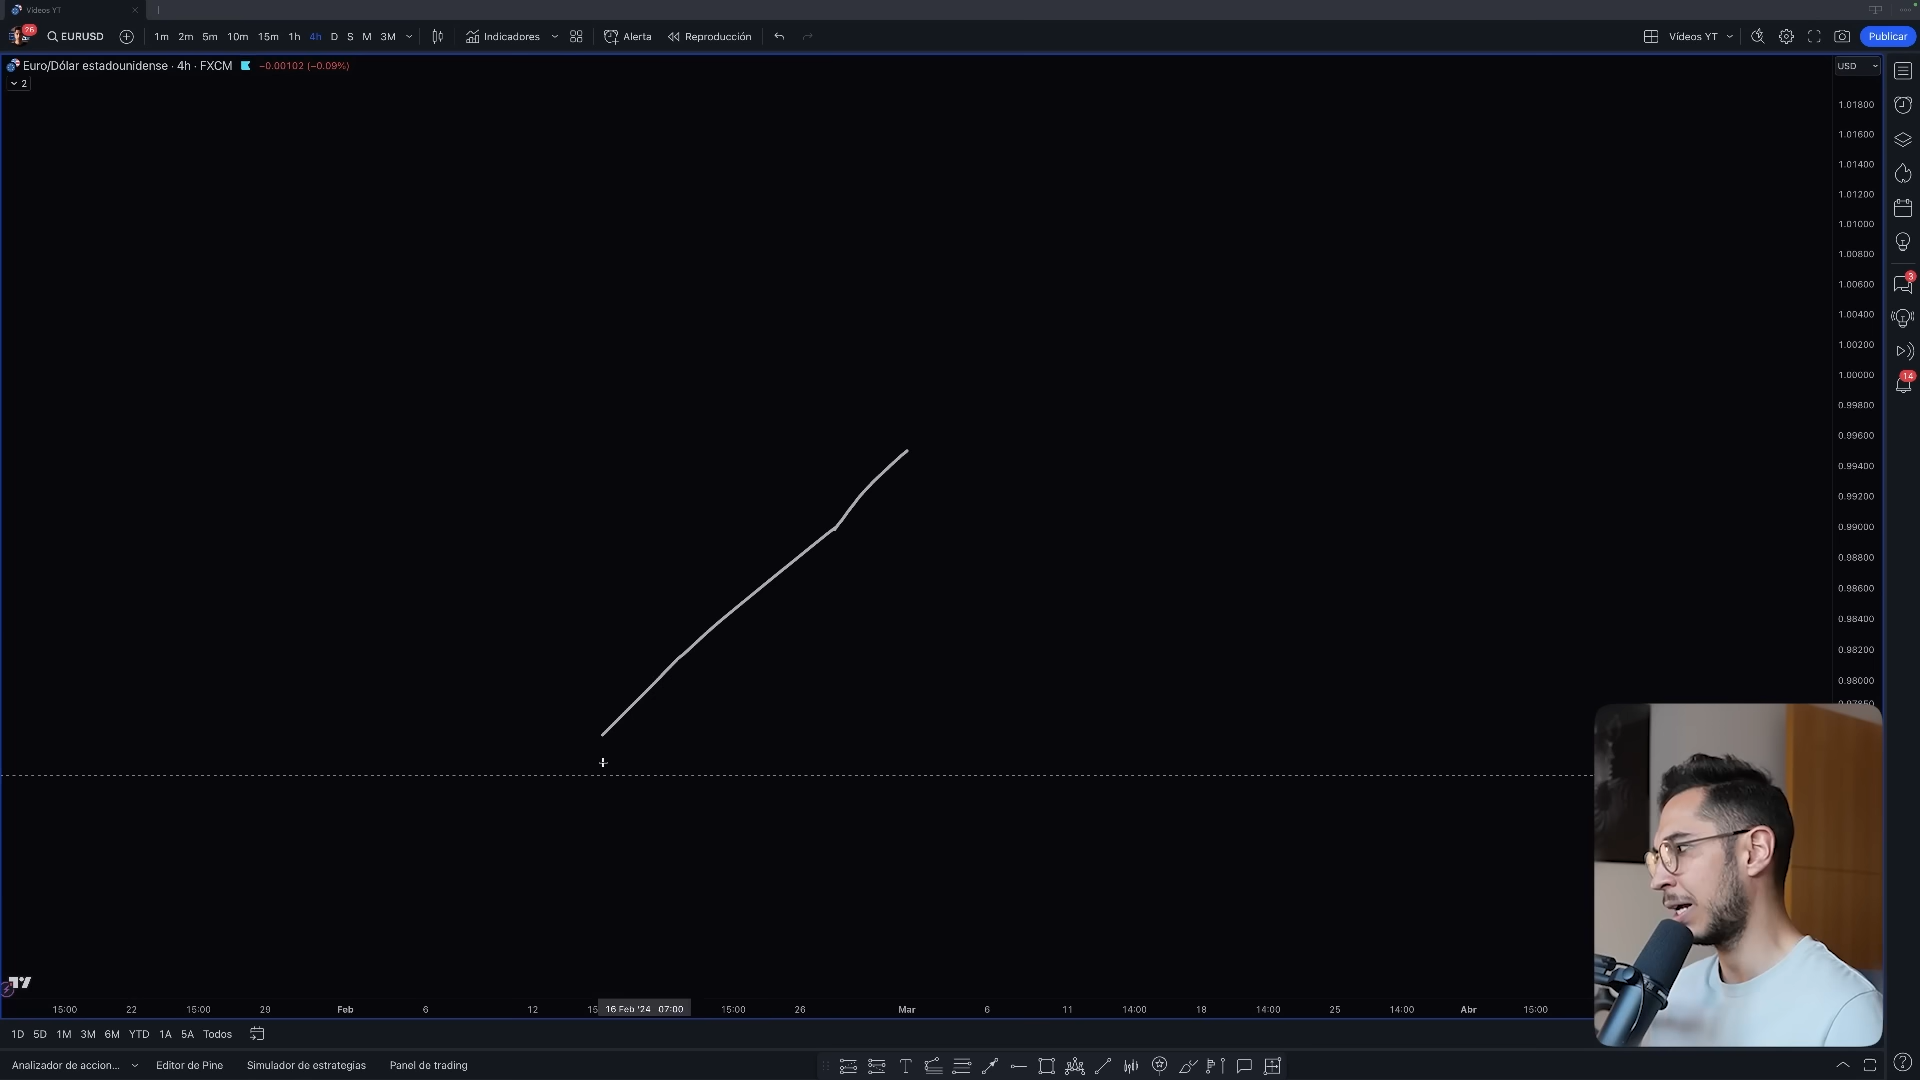 Vídeos YT
26
EURUSD
1m 2m 5m 10m 15m 1h 4h D S M 3M
Indicadores
Alerta
Reproducción
Vídeos YT
Publicar
Euro/Dólar estadounidense · 4h · FXCM
−0.00102 (−0.09%)
2
USD
1.01800
1.01600
1.01400
1.01200
1.01000
1.00800
1.00600
1.00400
1.00200
1.00000
0.99800
0.99600
0.99400
0.99200
0.99000
0.98800
0.98600
0.98400
0.98200
0.98000
3
14
15:00 22 15:00 29 Feb 6 12 15 16 Feb '24 07:00 15:00 26 Mar 6 11 14:00 18 14:00 25 14:00 Abr 15:00
1D 5D 1M 3M 6M YTD 1A 5A Todos
Analizador de accion...
Editor de Pine
Simulador de estrategias
Panel de trading